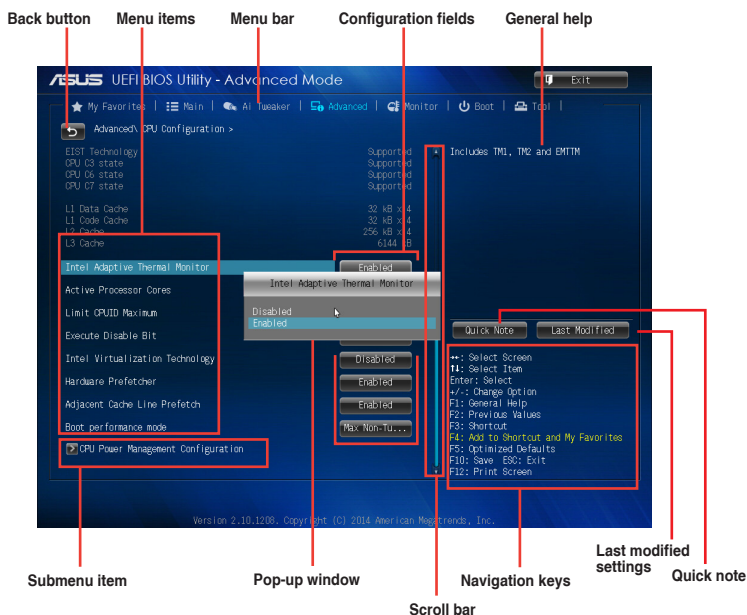 Back button
Menu items
Menu bar
Configuration fields
General help
ASUS UEFI BIOS Utility - Advanced Mode
Exit
My Favorites | Main | Ai Tweaker | Advanced | Monitor | Boot | Tool |
Advanced\ CPU Configuration >
EIST Technology Supported
CPU C3 state Supported
CPU C6 state Supported
CPU C7 state Supported
L1 Data Cache 32 kB x 4
L1 Code Cache 32 kB x 4
L2 Cache 256 kB x 4
L3 Cache 6144 kB
Includes TM1, TM2 and EMTTM
Intel Adaptive Thermal Monitor Enabled
Active Processor Cores
Limit CPUID Maximum
Execute Disable Bit
Intel Virtualization Technology Disabled
Hardware Prefetcher Enabled
Adjacent Cache Line Prefetch Enabled
Boot performance mode Max Non-Tu...
CPU Power Management Configuration
Intel Adaptive Thermal Monitor
Disabled
Enabled
Quick Note
Last Modified
→←: Select Screen
↑↓: Select Item
Enter: Select
+/-: Change Option
F1: General Help
F2: Previous Values
F3: Shortcut
F4: Add to Shortcut and My Favorites
F5: Optimized Defaults
F10: Save ESC: Exit
F12: Print Screen
Version 2.10.1208. Copyright (C) 2014 American Megatrends, Inc.
Submenu item
Pop-up window
Scroll bar
Navigation keys
Last modified
settings
Quick note